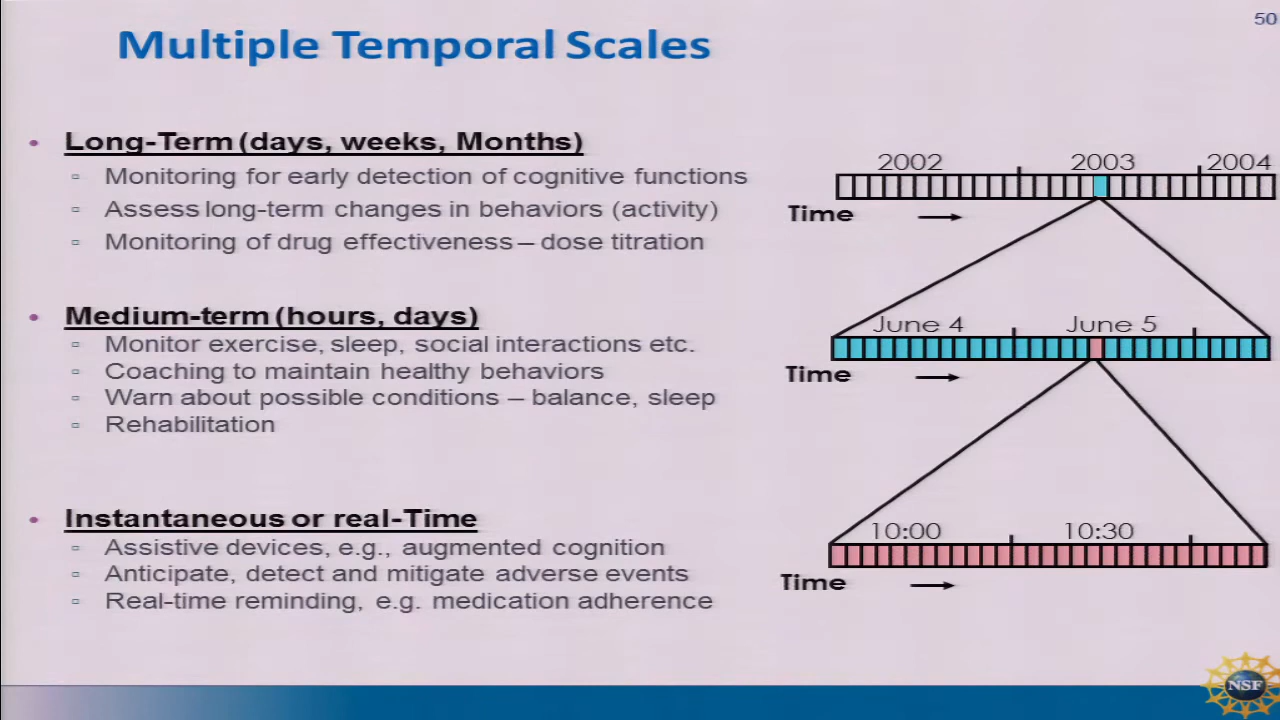 50
Multiple Temporal Scales
• Long-Term (days, weeks, Months)
▫ Monitoring for early detection of cognitive functions
▫ Assess long-term changes in behaviors (activity)
▫ Monitoring of drug effectiveness – dose titration
• Medium-term (hours, days)
▫ Monitor exercise, sleep, social interactions etc.
▫ Coaching to maintain healthy behaviors
▫ Warn about possible conditions – balance, sleep
▫ Rehabilitation
• Instantaneous or real-Time
▫ Assistive devices, e.g., augmented cognition
▫ Anticipate, detect and mitigate adverse events
▫ Real-time reminding, e.g. medication adherence
2002 2003 2004
Time
June 4 June 5
Time
10:00 10:30
Time
NSF